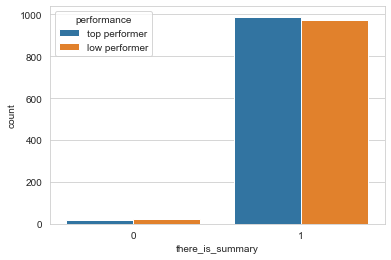 performance
top performer
low performer
1000
800
600
400
200
0
count
0 1
there_is_summary